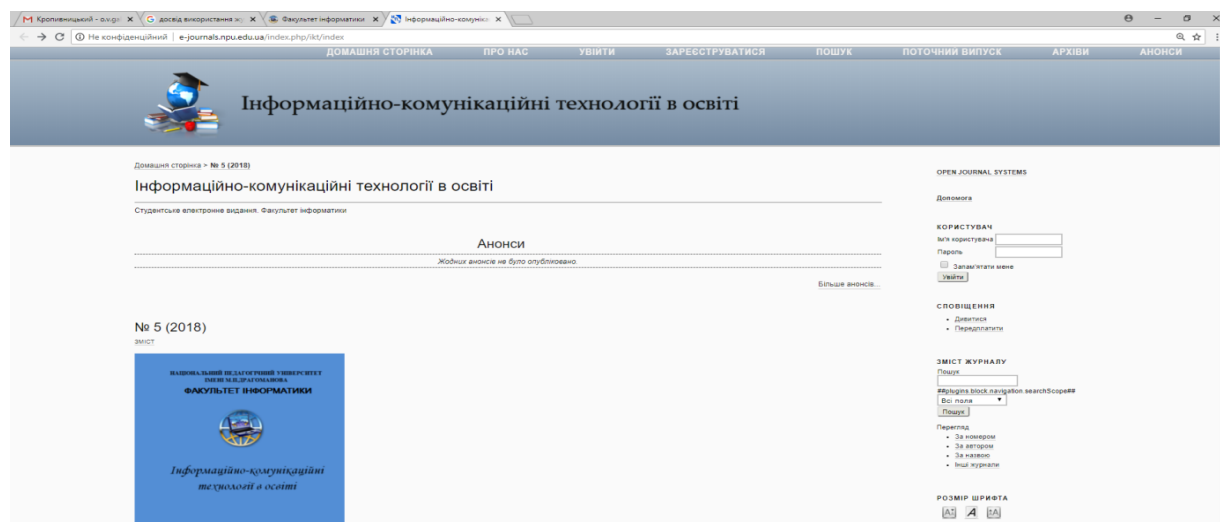 Кропивницький - o.v.ge
досвід використання жу
Факультет інформатики
Інформаційно-комуніка
Не конфіденційний | e-journals.npu.edu.ua/index.php/ikt/index
ДОМАШНЯ СТОРІНКА ПРО НАС УВІЙТИ ЗАРЕЄСТРУВАТИСЯ ПОШУК ПОТОЧНИЙ ВИПУСК АРХІВИ АНОНСИ
Інформаційно-комунікаційні технології в освіті
Домашня сторінка > № 5 (2018)
Інформаційно-комунікаційні технології в освіті
Студентське електронне видання. Факультет інформатики
Анонси
Жодних анонсів не було опубліковано.
Більше анонсів...
№ 5 (2018)
ЗМІСТ
НАЦІОНАЛЬНИЙ ПЕДАГОГІЧНИЙ УНІВЕРСИТЕТ
ІМЕНІ М.П.ДРАГОМАНОВА
ФАКУЛЬТЕТ ІНФОРМАТИКИ
Інформаційно-комунікаційні
технології в освіті
OPEN JOURNAL SYSTEMS
Допомога
КОРИСТУВАЧ
Ім'я користувача
Пароль
Запам'ятати мене
Увійти
СПОВІЩЕННЯ
Дивитися
Передплатити
ЗМІСТ ЖУРНАЛУ
Пошук
##plugins.block.navigation.searchScope##
Всі поля
Пошук
Перегляд
За номером
За автором
За назвою
Інші журнали
РОЗМІР ШРИФТА